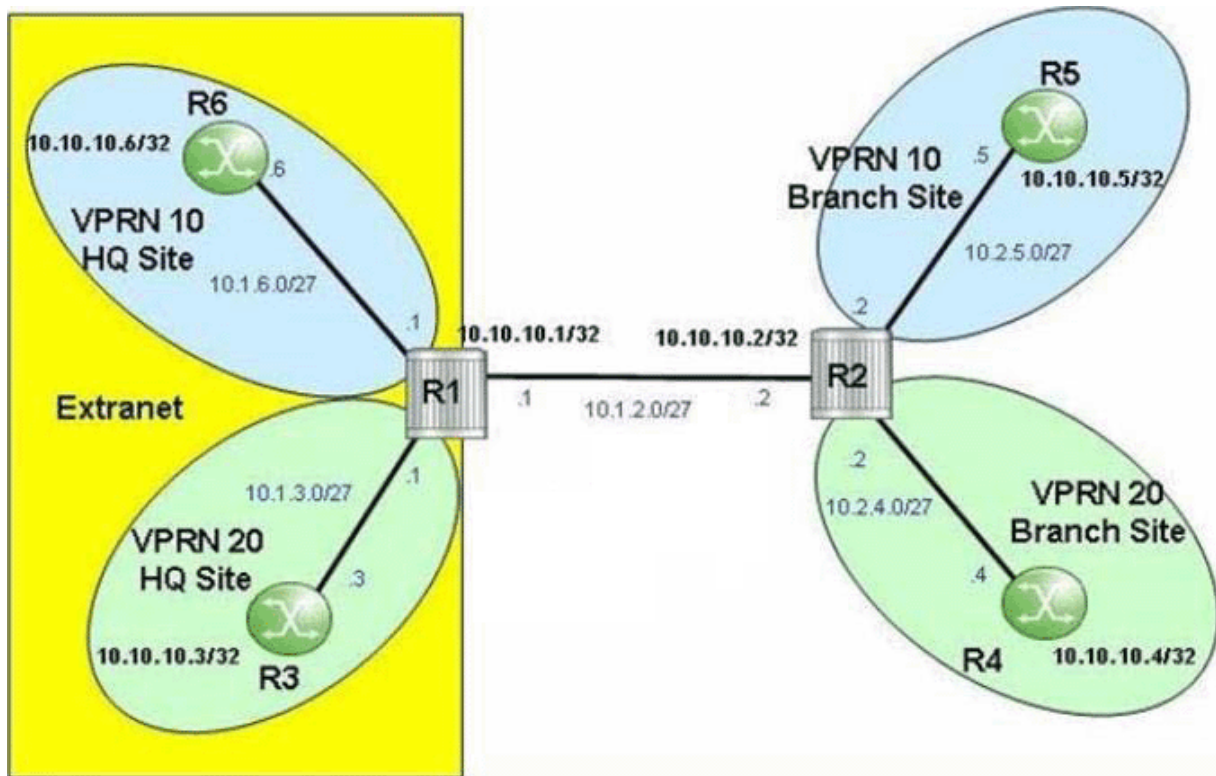 R6
10.10.10.6/32
.6
VPRN 10
HQ Site
10.1.6.0/27
.1
10.10.10.1/32
R1
Extranet
10.1.3.0/27
.1
VPRN 20
HQ Site
.3
10.10.10.3/32
R3
.1
10.1.2.0/27
.2
10.10.10.2/32
R2
R5
VPRN 10
Branch Site
.5
10.10.10.5/32
10.2.5.0/27
.2
.2
10.2.4.0/27
VPRN 20
Branch Site
.4
R4
10.10.10.4/32